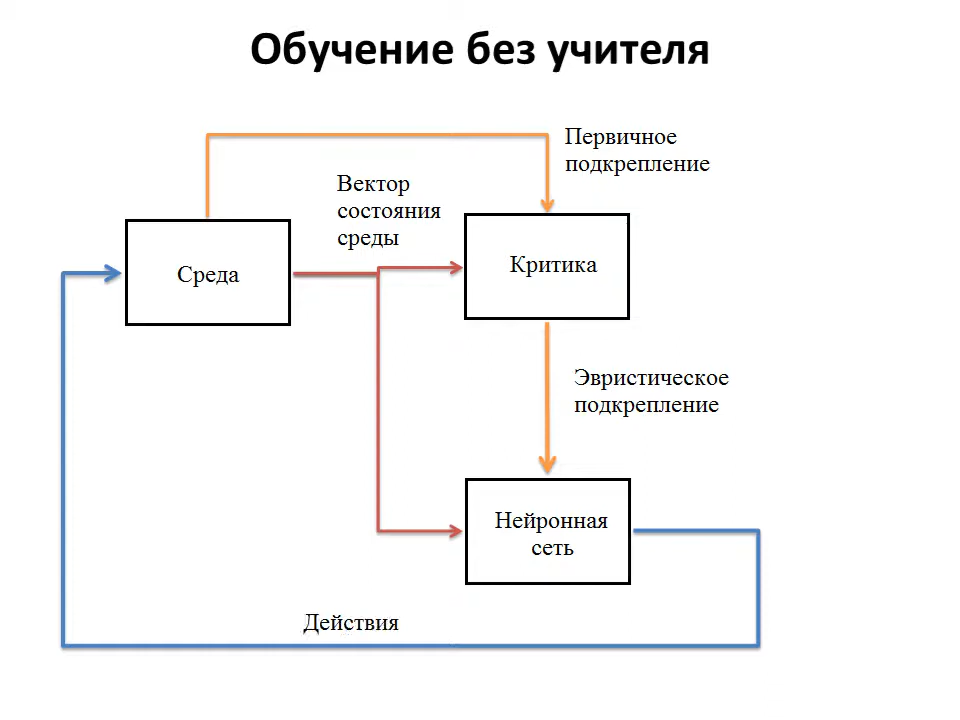 Обучение без учителя
Первичное
подкрепление
Вектор
состояния
среды
Среда
Критика
Эвристическое
подкрепление
Нейронная
сеть
Действия